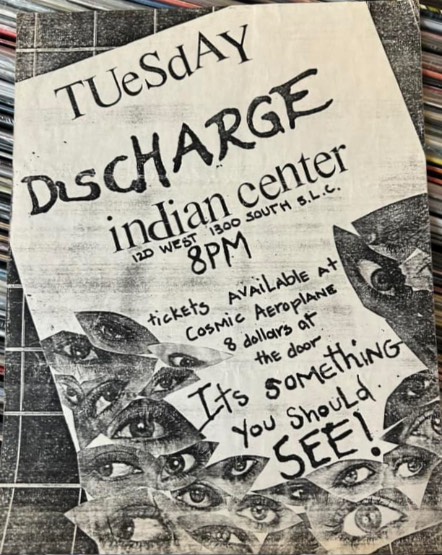 TUeSdAY
DisCHARGE
indian center
120 WEST 1300 SOUTH S.L.C.
8PM
tickets AVAiLABLE At
COSMiC AEROPLANE
8 dollars at
the door
Its SOMEtHiNG
You SHould
SEE!